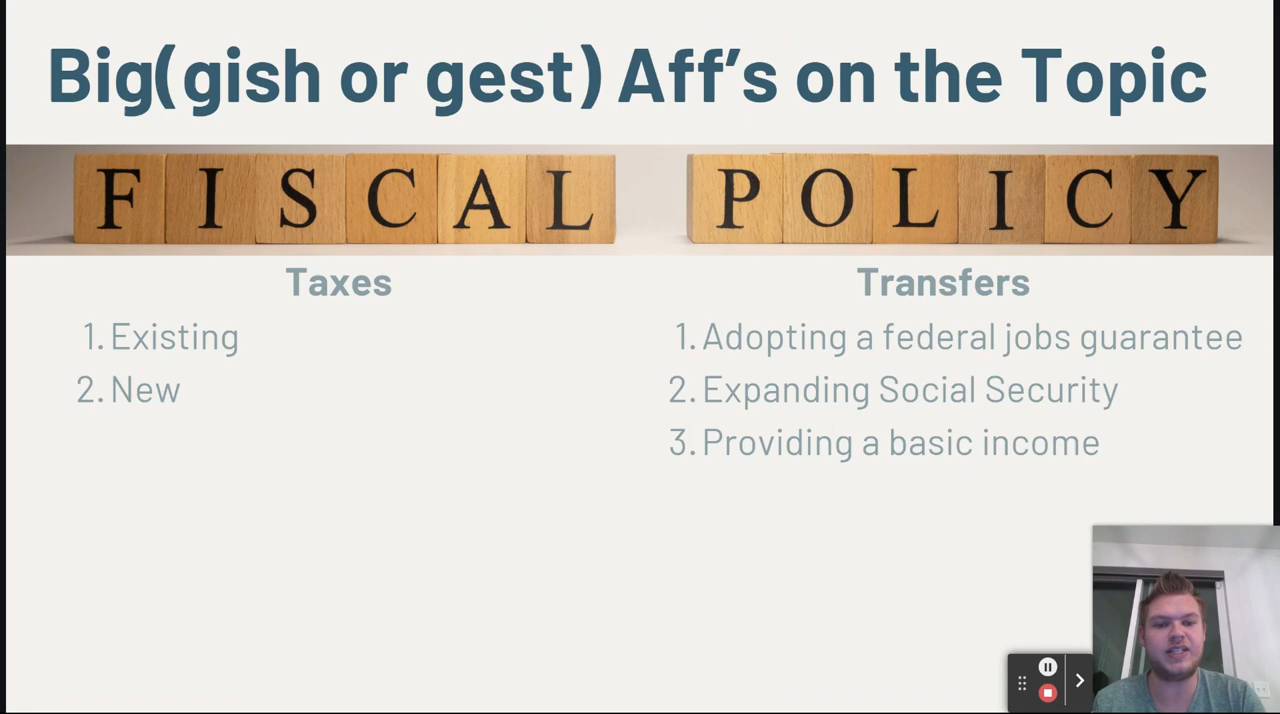 Big(gish or gest) Aff's on the Topic
FISCAL POLICY
Taxes
1. Existing
2. New
Transfers
1. Adopting a federal jobs guarantee
2. Expanding Social Security
3. Providing a basic income